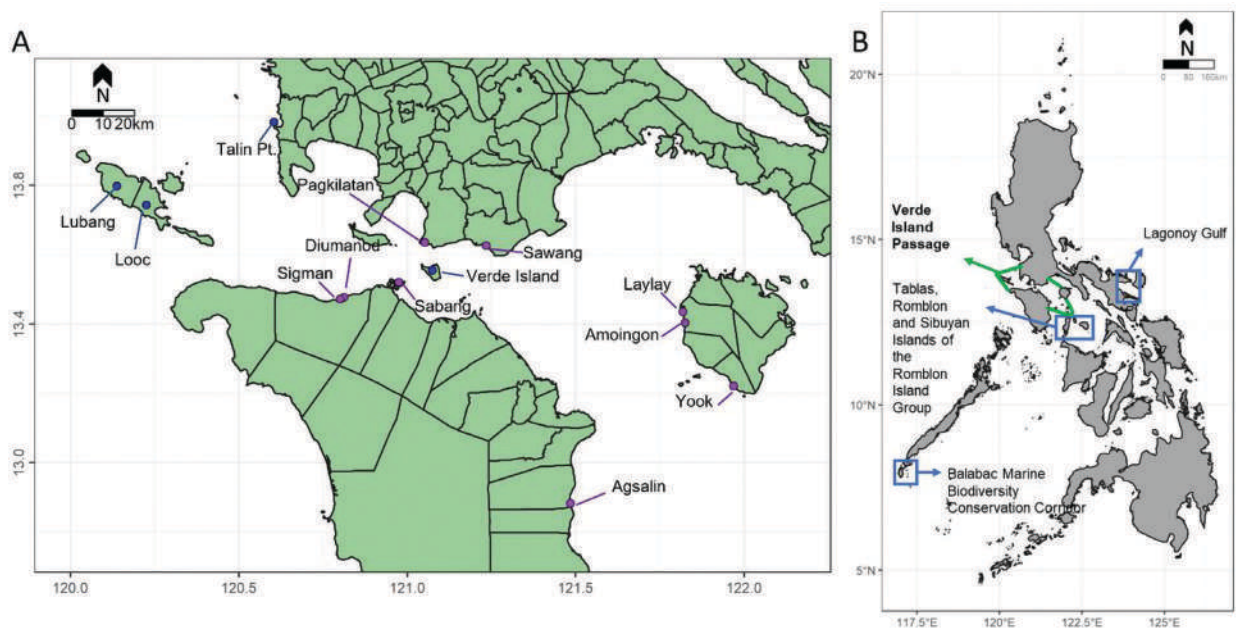 A
N
0 10 20km
Talin Pt.
Pagkilatan
Lubang
Looc
Diumanod
Sigman
Sawang
Verde Island
Sabang
Laylay
Amoingon
Yook
Agsalin
13.8
13.4
13.0
120.0
120.5
121.0
121.5
122.0
B
N
0 80 160km
20°N
15°N
10°N
5°N
Verde
Island
Passage
Lagonoy Gulf
Tablas,
Romblon
and Sibuyan
Islands of
the
Romblon
Island
Group
Balabac Marine
Biodiversity
Conservation Corridor
117.5°E
120°E
122.5°E
125°E